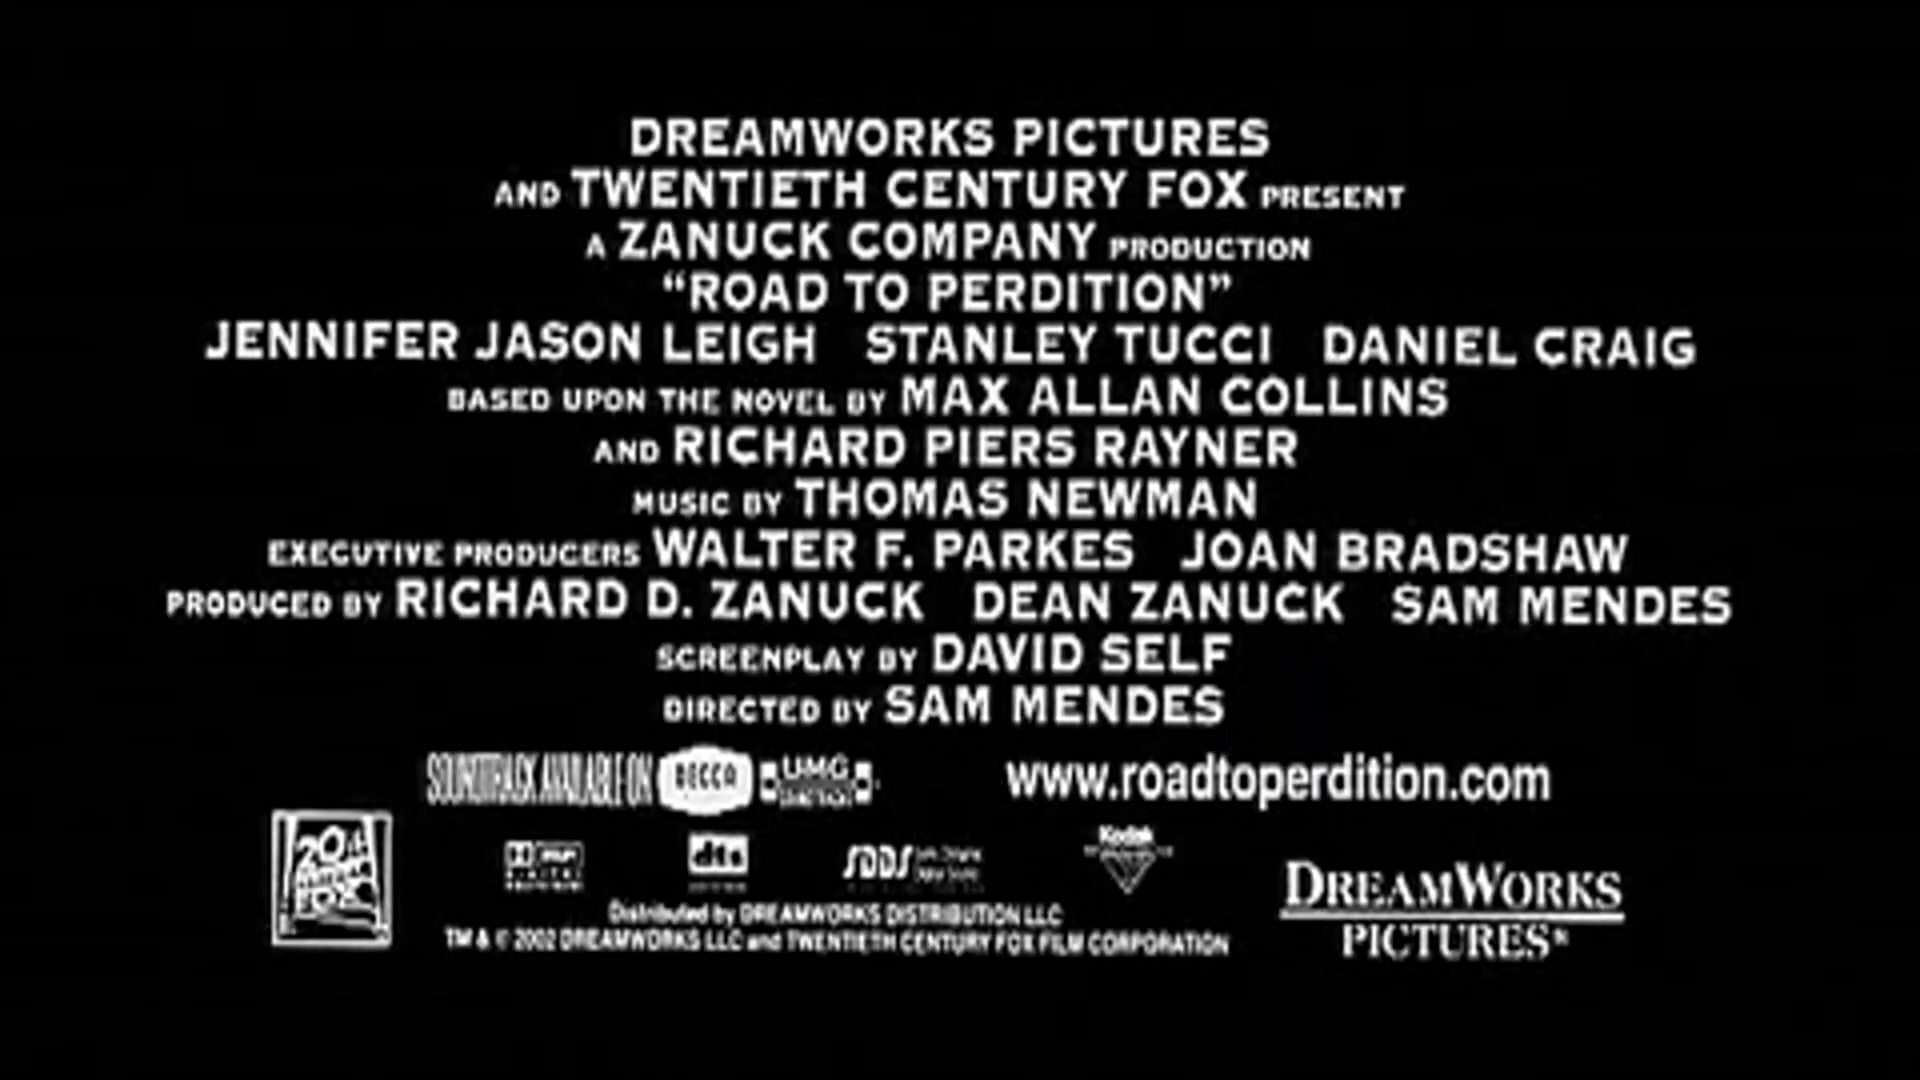 DREAMWORKS PICTURES
AND TWENTIETH CENTURY FOX PRESENT
A ZANUCK COMPANY PRODUCTION
“ROAD TO PERDITION”
JENNIFER JASON LEIGH STANLEY TUCCI DANIEL CRAIG
BASED UPON THE NOVEL BY MAX ALLAN COLLINS
AND RICHARD PIERS RAYNER
MUSIC BY THOMAS NEWMAN
EXECUTIVE PRODUCERS WALTER F. PARKES JOAN BRADSHAW
PRODUCED BY RICHARD D. ZANUCK DEAN ZANUCK SAM MENDES
SCREENPLAY BY DAVID SELF
DIRECTED BY SAM MENDES
SOUNDTRACK AVAILABLE ON DECCA UMG www.roadtoperdition.com
20th CENTURY FOX
dts SDDS Kodak
DREAMWORKS
PICTURES
Distributed by DREAMWORKS DISTRIBUTION LLC
TM & © 2002 DREAMWORKS LLC and TWENTIETH CENTURY FOX FILM CORPORATION